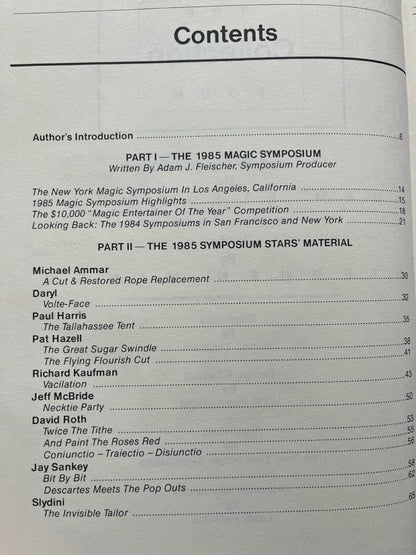 Contents
Author's Introduction 6
PART I — THE 1985 MAGIC SYMPOSIUM
Written By Adam J. Fleischer, Symposium Producer
The New York Magic Symposium In Los Angeles, California 14
1985 Magic Symposium Highlights 15
The $10,000 "Magic Entertainer Of The Year" Competition 18
Looking Back: The 1984 Symposiums in San Francisco and New York 21
PART II — THE 1985 SYMPOSIUM STARS' MATERIAL
Michael Ammar
A Cut & Restored Rope Replacement 30
Daryl
Volte-Face 32
Paul Harris
The Tallahassee Tent 35
Pat Hazell
The Great Sugar Swindle 38
The Flying Flourish Cut 41
Richard Kaufman
Vacilation 43
Jeff McBride
Necktie Party 50
David Roth
Twice The Tithe 53
And Paint The Roses Red 55
Coniunctio – Traiectio – Disiunctio 56
Jay Sankey
Bit By Bit 58
Descartes Meets The Pop Outs 62
Slydini
The Invisible Tailor 65